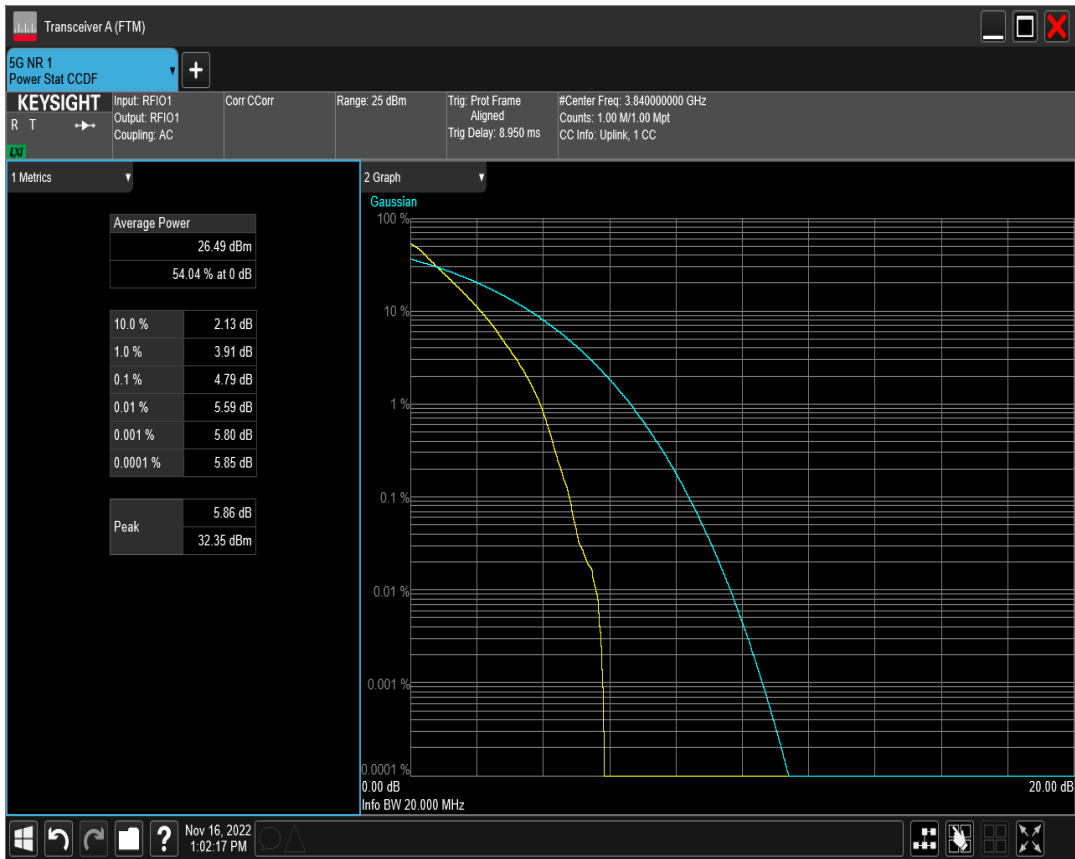 Transceiver A (FTM)
5G NR 1
Power Stat CCDF
+
KEYSIGHT
R T
LXI
Input: RFIO1
Output: RFIO1
Coupling: AC
Corr CCorr
Range: 25 dBm
Trig: Prot Frame
Aligned
Trig Delay: 8.950 ms
#Center Freq: 3.840000000 GHz
Counts: 1.00 M/1.00 Mpt
CC Info: Uplink, 1 CC
1 Metrics
Average Power
26.49 dBm
54.04 % at 0 dB
10.0 % 2.13 dB
1.0 % 3.91 dB
0.1 % 4.79 dB
0.01 % 5.59 dB
0.001 % 5.80 dB
0.0001 % 5.85 dB
Peak
5.86 dB
32.35 dBm
2 Graph
Gaussian
100 %
10 %
1 %
0.1 %
0.01 %
0.001 %
0.0001 %
0.00 dB 20.00 dB
Info BW 20.000 MHz
?
Nov 16, 2022
1:02:17 PM